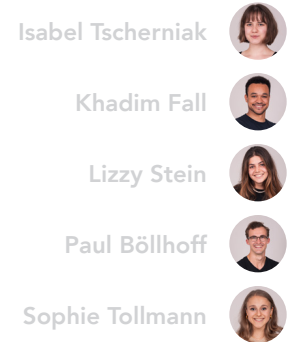 Isabel Tscherniak
Khadim Fall
Lizzy Stein
Paul Böllhoff
Sophie Tollmann